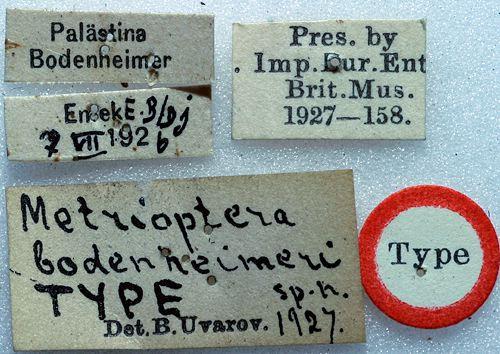 Palästina
Bodenheimer
Emek E.
7 VII 1926
Pres. by
Imp.Bur.Ent
Brit.Mus.
1927—158.
Metrioptera
bodenheimeri
TYPE sp.n.
Det.B.Uvarov. 1927.
Type